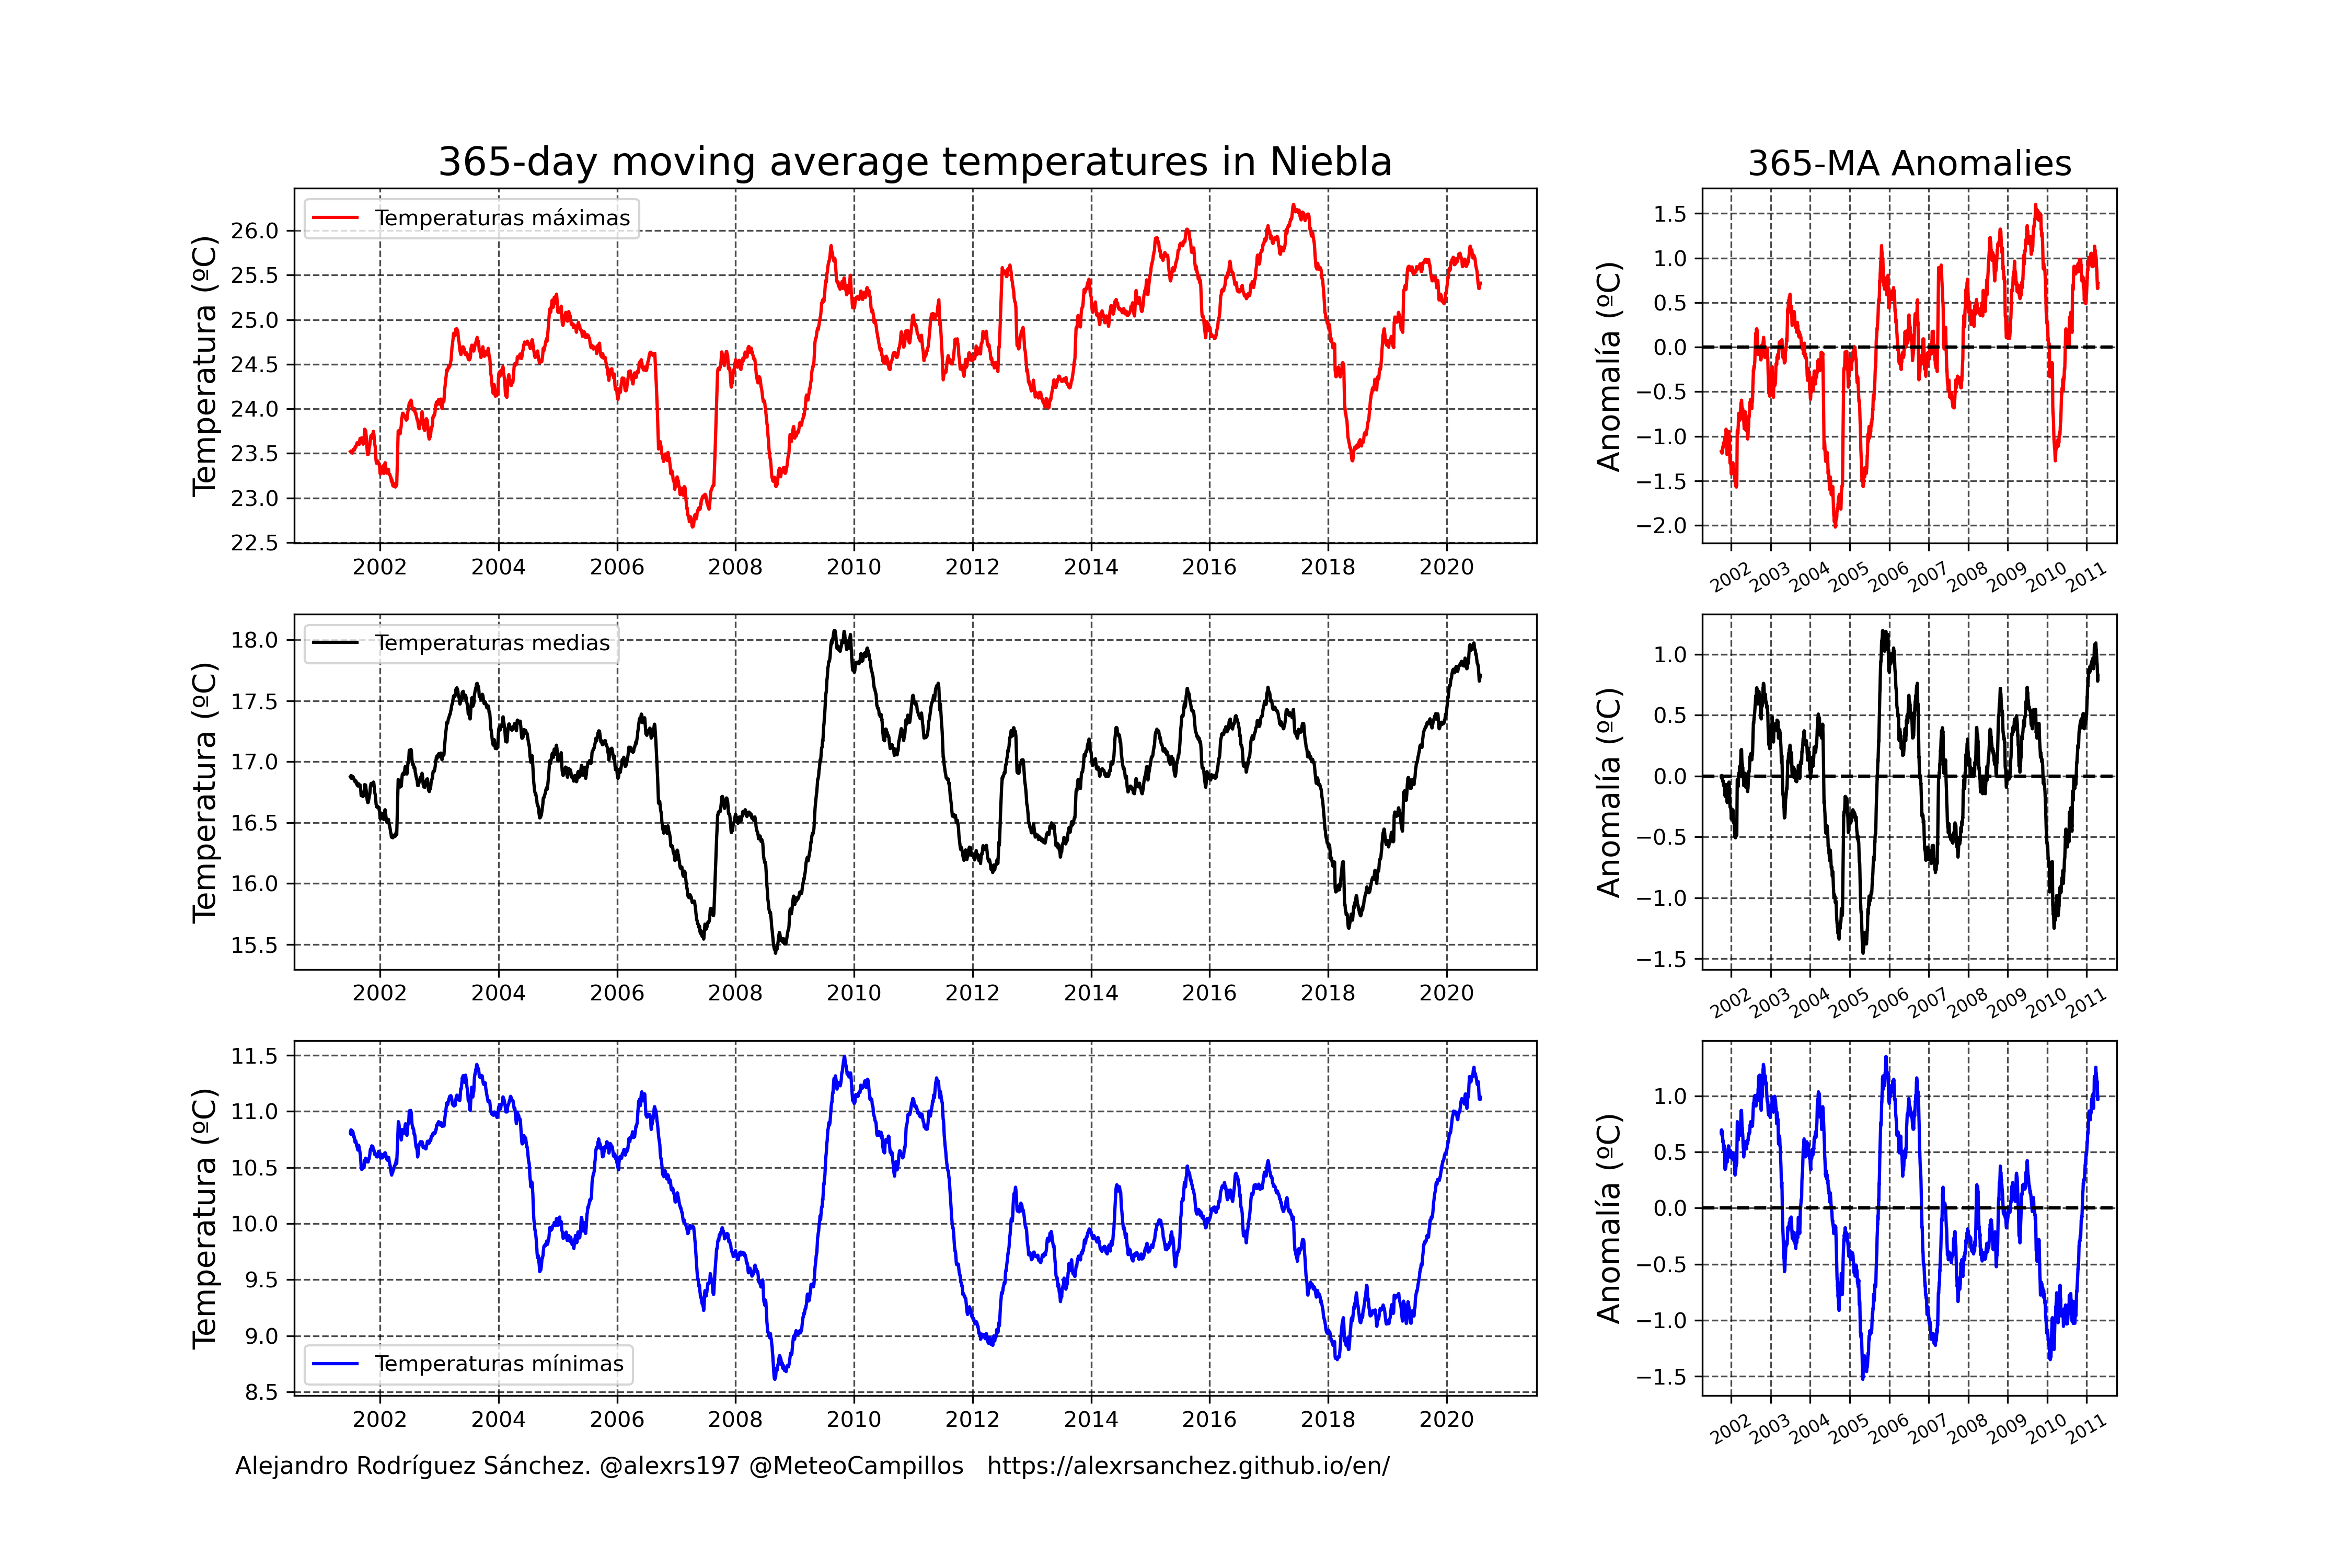 365-day moving average temperatures in Niebla
365-MA Anomalies
Temperatura (ºC)
26.0
25.5
25.0
24.5
24.0
23.5
23.0
22.5
Temperaturas máximas
2002 2004 2006 2008 2010 2012 2014 2016 2018 2020
Anomalía (ºC)
1.5
1.0
0.5
0.0
−0.5
−1.0
−1.5
−2.0
2002 2003 2004 2005 2006 2007 2008 2009 2010 2011
Temperatura (ºC)
18.0
17.5
17.0
16.5
16.0
15.5
Temperaturas medias
2002 2004 2006 2008 2010 2012 2014 2016 2018 2020
Anomalía (ºC)
1.0
0.5
0.0
−0.5
−1.0
−1.5
2002 2003 2004 2005 2006 2007 2008 2009 2010 2011
Temperatura (ºC)
11.5
11.0
10.5
10.0
9.5
9.0
8.5
Temperaturas mínimas
2002 2004 2006 2008 2010 2012 2014 2016 2018 2020
Anomalía (ºC)
1.0
0.5
0.0
−0.5
−1.0
−1.5
2002 2003 2004 2005 2006 2007 2008 2009 2010 2011
Alejandro Rodríguez Sánchez. @alexrs197 @MeteoCampillos https://alexrsanchez.github.io/en/